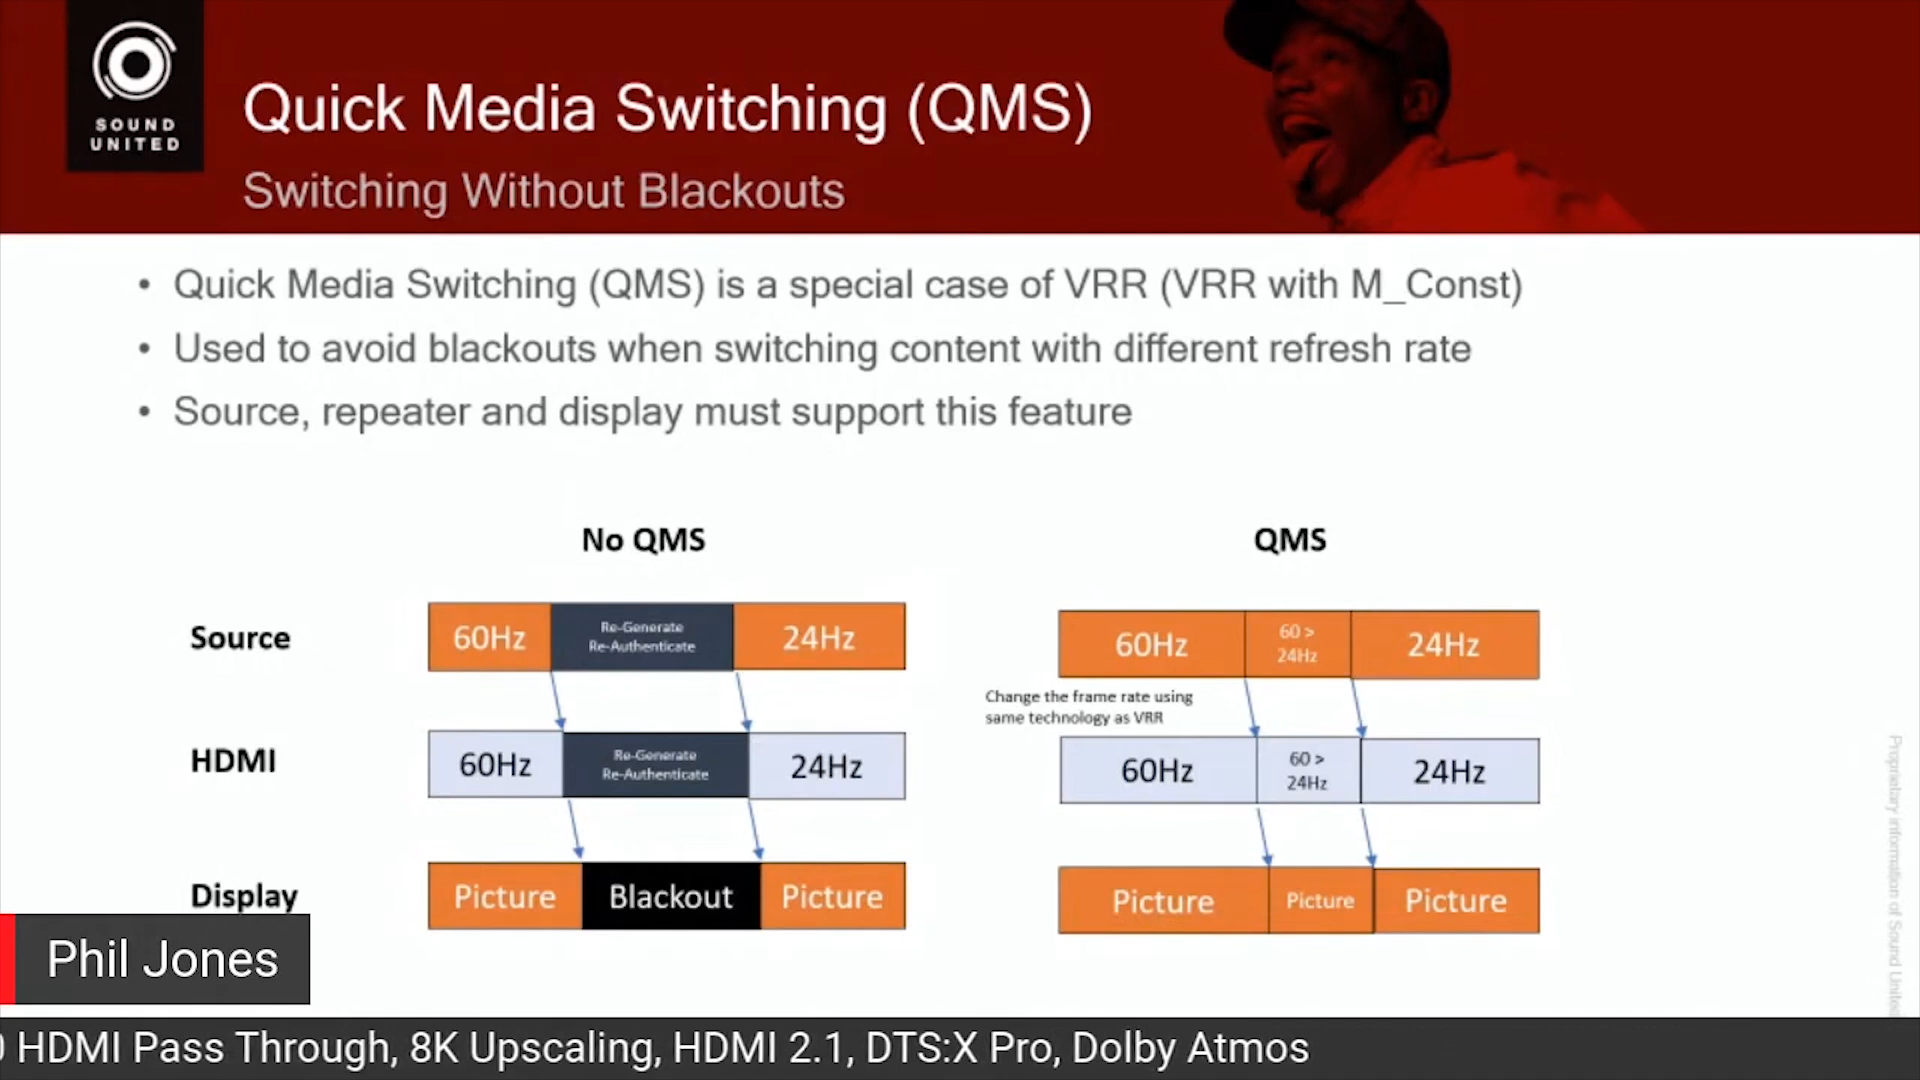 SOUND
UNITED
Quick Media Switching (QMS)
Switching Without Blackouts
• Quick Media Switching (QMS) is a special case of VRR (VRR with M_Const)
• Used to avoid blackouts when switching content with different refresh rate
• Source, repeater and display must support this feature
No QMS
QMS
Source
60Hz
Re-Generate
Re-Authenticate
24Hz
60Hz
60 >
24Hz
24Hz
Change the frame rate using
same technology as VRR
HDMI
60Hz
Re-Generate
Re-Authenticate
24Hz
60Hz
60 >
24Hz
24Hz
Display
Picture
Blackout
Picture
Picture
Picture
Picture
Proprietary information of Sound United
Phil Jones
HDMI Pass Through, 8K Upscaling, HDMI 2.1, DTS:X Pro, Dolby Atmos